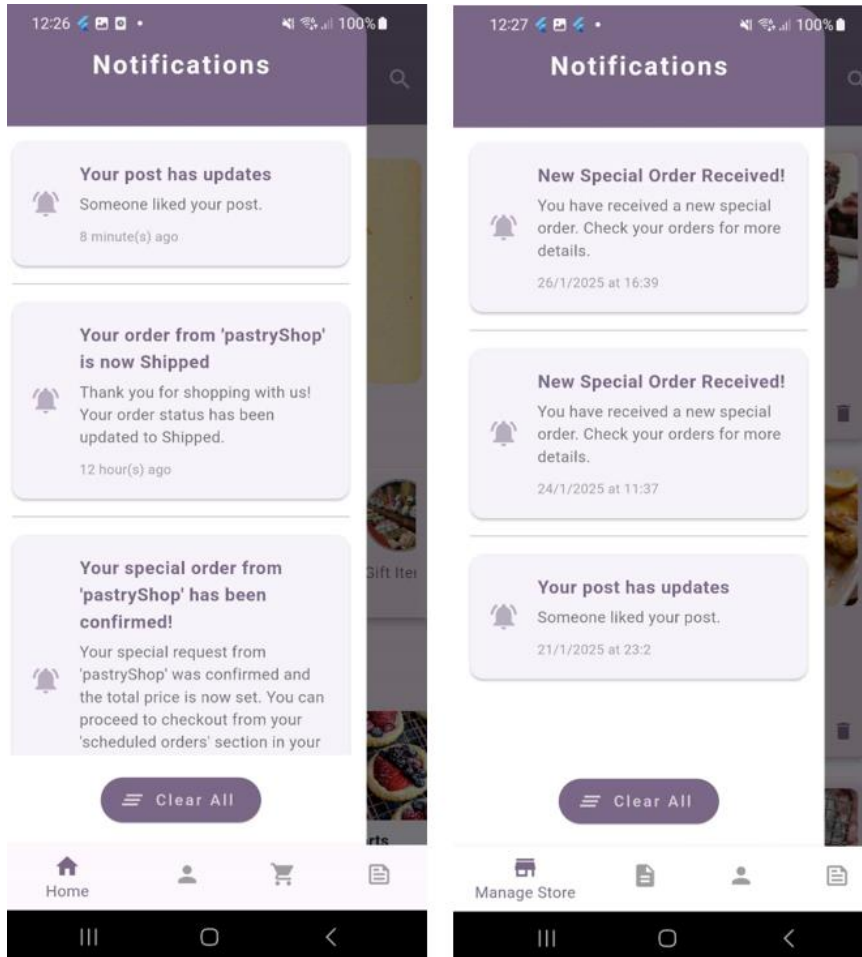 12:26
100%
Notifications
Your post has updates
Someone liked your post.
8 minute(s) ago
Your order from 'pastryShop'
is now Shipped
Thank you for shopping with us!
Your order status has been
updated to Shipped.
12 hour(s) ago
Your special order from
'pastryShop' has been
confirmed!
Your special request from
'pastryShop' was confirmed and
the total price is now set. You can
proceed to checkout from your
'scheduled orders' section in your
Gift
Clear All
Home
12:27
100%
Notifications
New Special Order Received!
You have received a new special
order. Check your orders for more
details.
26/1/2025 at 16:39
New Special Order Received!
You have received a new special
order. Check your orders for more
details.
24/1/2025 at 11:37
Your post has updates
Someone liked your post.
21/1/2025 at 23:2
Clear All
Manage Store